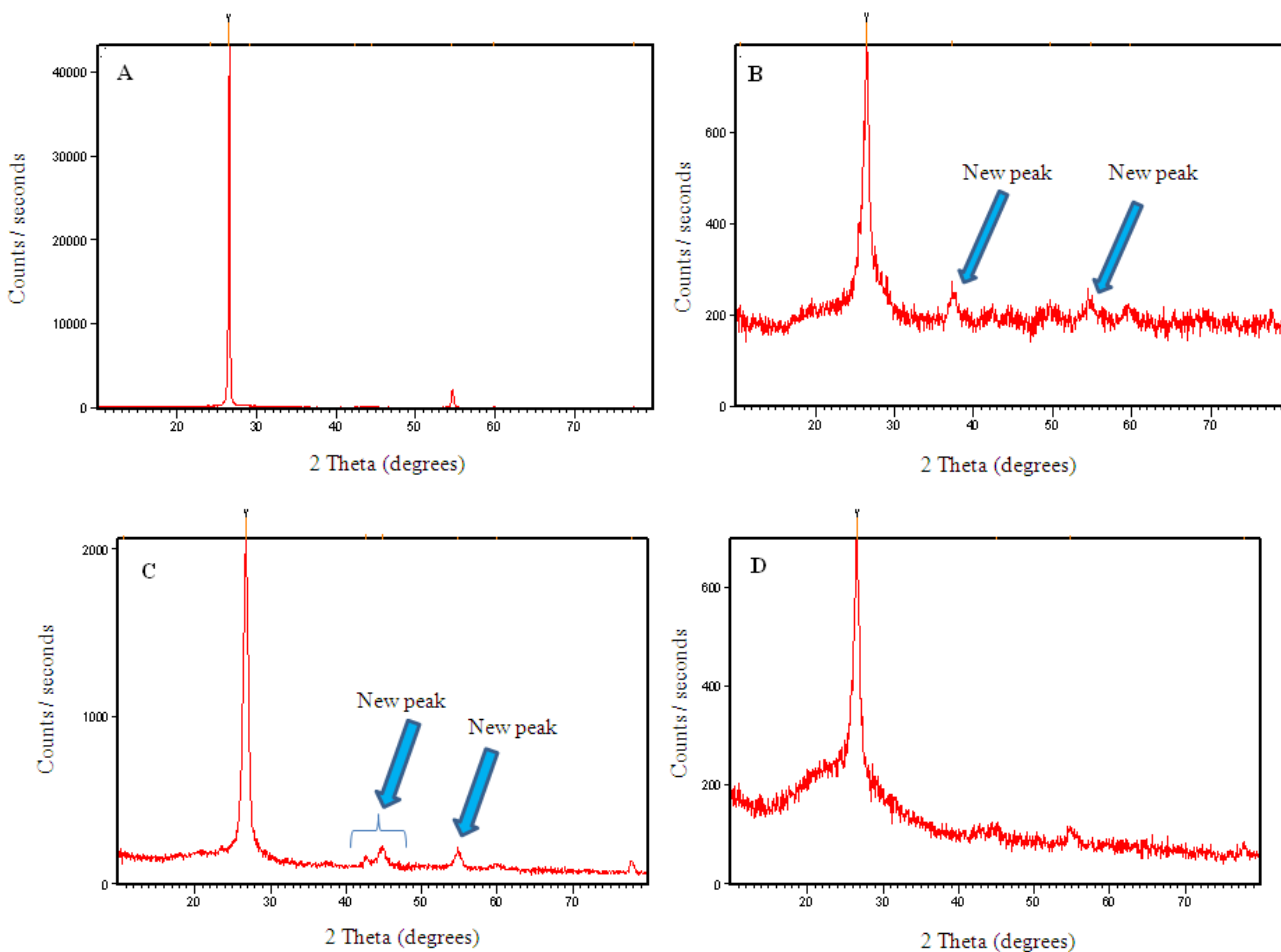 A
40000
30000
20000
10000
0
20 30 40 50 60 70
Counts / seconds
2 Theta (degrees)
B
New peak New peak
600
400
200
0
20 30 40 50 60 70
Counts / seconds
2 Theta (degrees)
C
New peak
New peak
2000
1000
0
20 30 40 50 60 70
Counts / seconds
2 Theta (degrees)
D
600
400
200
0
20 30 40 50 60 70
Counts / seconds
2 Theta (degrees)